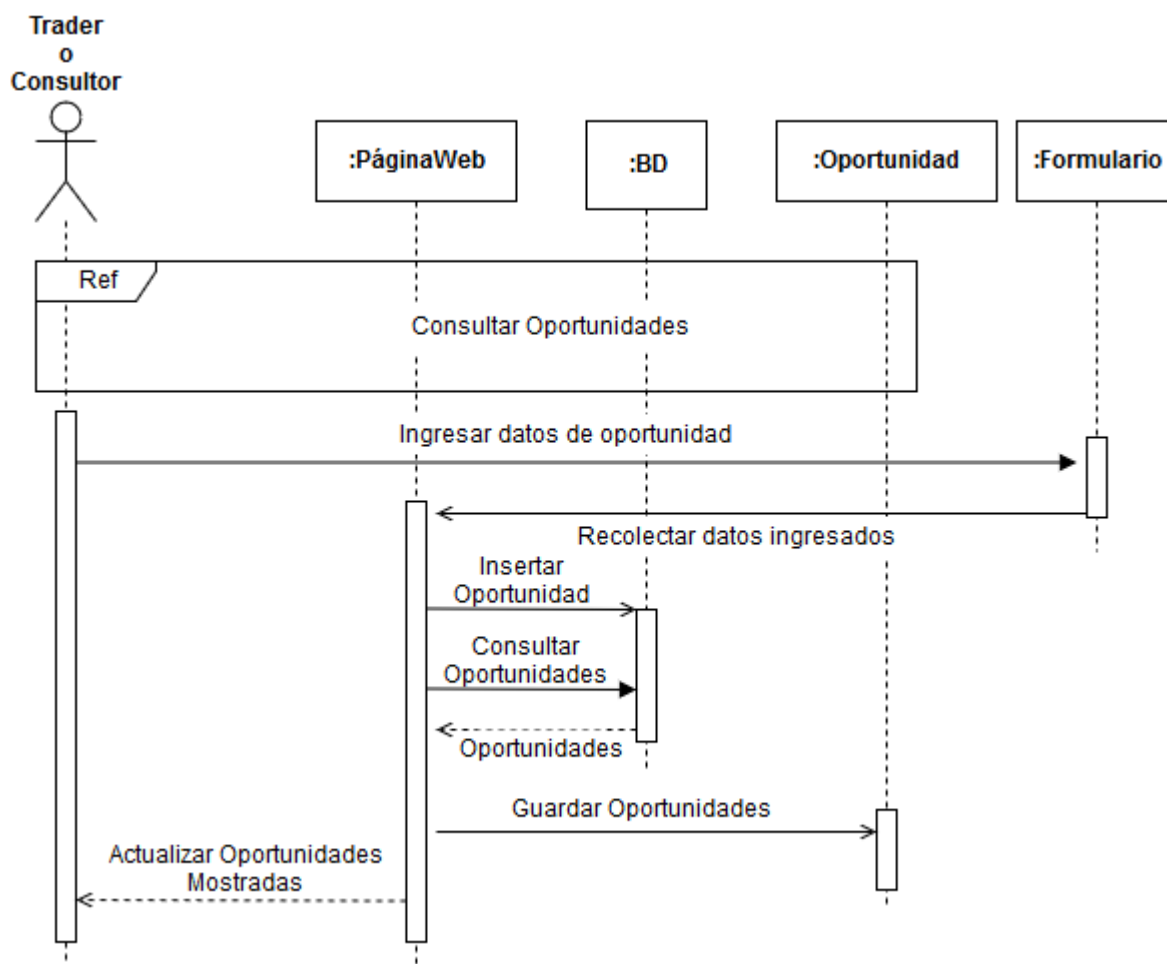 Trader
o
Consultor
:PáginaWeb
:BD
:Oportunidad
:Formulario
Ref
Consultar Oportunidades
Ingresar datos de oportunidad
Recolectar datos ingresados
Insertar
Oportunidad
Consultar
Oportunidades
Oportunidades
Guardar Oportunidades
Actualizar Oportunidades
Mostradas